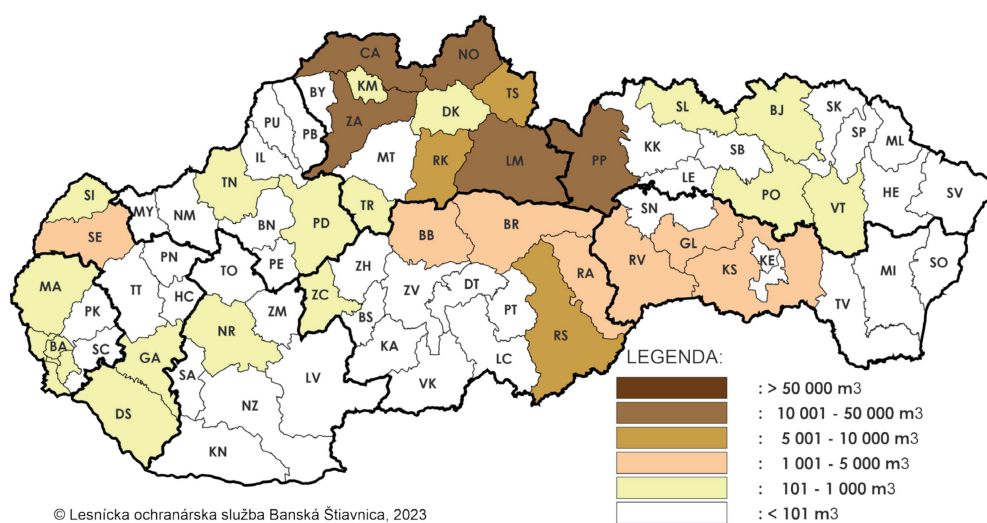 CA NO
BY KM TS
PU PB ZA DK SL BJ SK
IL MT RK LM PP KK SB SP ML
TN LE HE SV
SI MY NM BN PD TR PO VT
SE BB BR SN
PN PE ZH RV GL KE
MA TT TO ZC RA KS MI SO
PK HC ZM BS ZV DT PT TV
BA SC GA NR KA RS
SA LV VK LC
DS NZ
KN
LEGENDA:
: > 50 000 m3
: 10 001 - 50 000 m3
: 5 001 - 10 000 m3
: 1 001 - 5 000 m3
: 101 - 1 000 m3
: < 101 m3
© Lesnícka ochranárska služba Banská Štiavnica, 2023